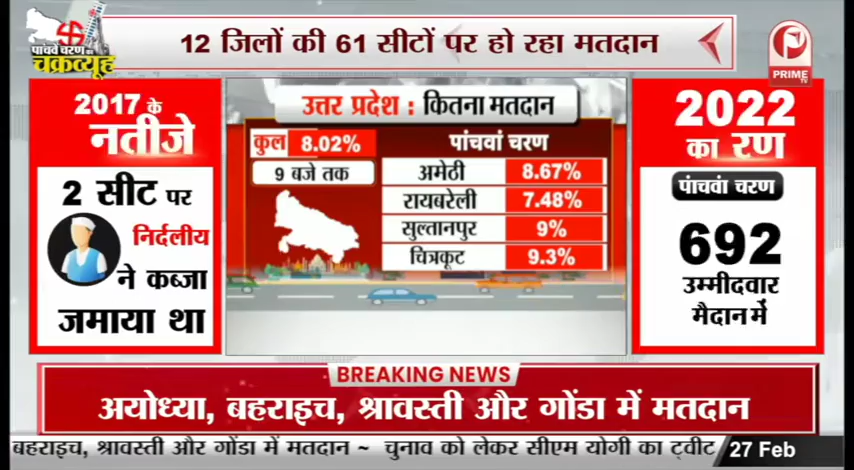 पांचवें चरण का
चक्रव्यूह
12 जिलों की 61 सीटों पर हो रहा मतदान
PRIME
TV
2017 के
नतीजे
2 सीट पर
निर्दलीय
ने कब्जा
जमाया था
उत्तर प्रदेश : कितना मतदान
कुल 8.02%
9 बजे तक
पांचवां चरण
अमेठी 8.67%
रायबरेली 7.48%
सुल्तानपुर 9%
चित्रकूट 9.3%
2022
का रण
पांचवां चरण
692
उम्मीदवार
मैदान में
BREAKING NEWS
अयोध्या, बहराइच, श्रावस्ती और गोंडा में मतदान
बहराइच, श्रावस्ती और गोंडा में मतदान ~ चुनाव को लेकर सीएम योगी का ट्वीट
27 Feb